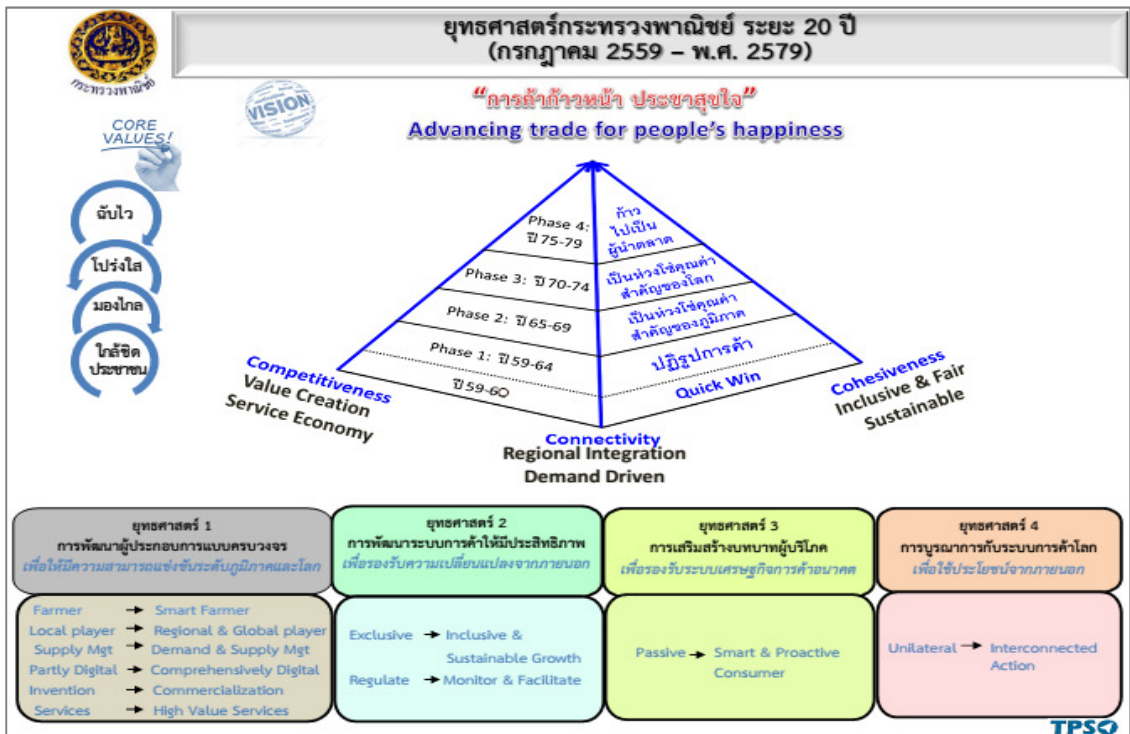 ยุทธศาสตร์กระทรวงพาณิชย์ ระยะ 20 ปี
(กรกฎาคม 2559 – พ.ศ. 2579)
กระทรวงพาณิชย์
VISION
“การค้าก้าวหน้า ประชาสุขใจ”
Advancing trade for people’s happiness
CORE
VALUES!
ฉับไว
โปร่งใส
มองไกล
ใกล้ชิด
ประชาชน
Phase 4:
ปี 75-79
ก้าว
ไปเป็น
ผู้นำตลาด
Phase 3: ปี 70-74
เป็นห่วงโซ่คุณค่า
สำคัญของโลก
Phase 2: ปี 65-69
เป็นห่วงโซ่คุณค่า
สำคัญของภูมิภาค
Phase 1: ปี 59-64
ปฏิรูปการค้า
ปี 59-60
Quick Win
Competitiveness
Value Creation
Service Economy
Connectivity
Regional Integration
Demand Driven
Cohesiveness
Inclusive & Fair
Sustainable
ยุทธศาสตร์ 1
การพัฒนาผู้ประกอบการแบบครบวงจร
เพื่อให้มีความสามารถแข่งขันระดับภูมิภาคและโลก
Farmer → Smart Farmer
Local player → Regional & Global player
Supply Mgt → Demand & Supply Mgt
Partly Digital → Comprehensively Digital
Invention → Commercialization
Services → High Value Services
ยุทธศาสตร์ 2
การพัฒนาระบบการค้าให้มีประสิทธิภาพ
เพื่อรองรับความเปลี่ยนแปลงจากภายนอก
Exclusive → Inclusive &
Sustainable Growth
Regulate → Monitor & Facilitate
ยุทธศาสตร์ 3
การเสริมสร้างบทบาทผู้บริโภค
เพื่อรองรับระบบเศรษฐกิจการค้าอนาคต
Passive → Smart & Proactive
Consumer
ยุทธศาสตร์ 4
การบูรณาการกับระบบการค้าโลก
เพื่อใช้ประโยชน์จากภายนอก
Unilateral → Interconnected
Action
TPSO